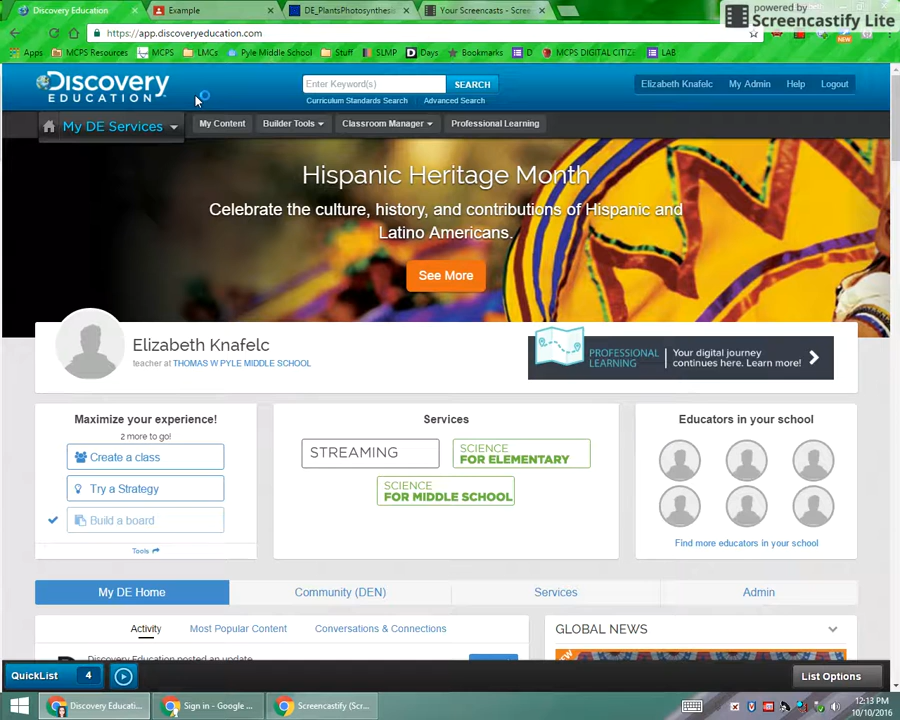 Discovery Education
Example
DE_PlantsPhotosynthesis
Your Screencasts - Scree
powered by
Screencastify Lite
https://app.discoveryeducation.com
Apps
MCPS Resources
MCPS
LMCs
Pyle Middle School
Stuff
SLMP
Days
Bookmarks
MCPS DIGITAL CITIZE
LAB
Discovery
EDUCATION
Enter Keyword(s)
SEARCH
Curriculum Standards Search
Advanced Search
Elizabeth Knafelc
My Admin
Help
Logout
My DE Services
My Content
Builder Tools
Classroom Manager
Professional Learning
Hispanic Heritage Month
Celebrate the culture, history, and contributions of Hispanic and
Latino Americans.
See More
Elizabeth Knafelc
teacher at THOMAS W PYLE MIDDLE SCHOOL
PROFESSIONAL
LEARNING
Your digital journey
continues here. Learn more!
Maximize your experience!
2 more to go!
Create a class
Try a Strategy
Build a board
Tools
Services
STREAMING
SCIENCE
FOR ELEMENTARY
SCIENCE
FOR MIDDLE SCHOOL
Educators in your school
Find more educators in your school
My DE Home
Community (DEN)
Services
Admin
Activity
Most Popular Content
Conversations & Connections
GLOBAL NEWS
Discovery Education posted an update
NEW
QuickList
4
List Options
Discovery Educati...
Sign in - Google ...
Screencastify (Scr...
12:13 PM
10/10/2016